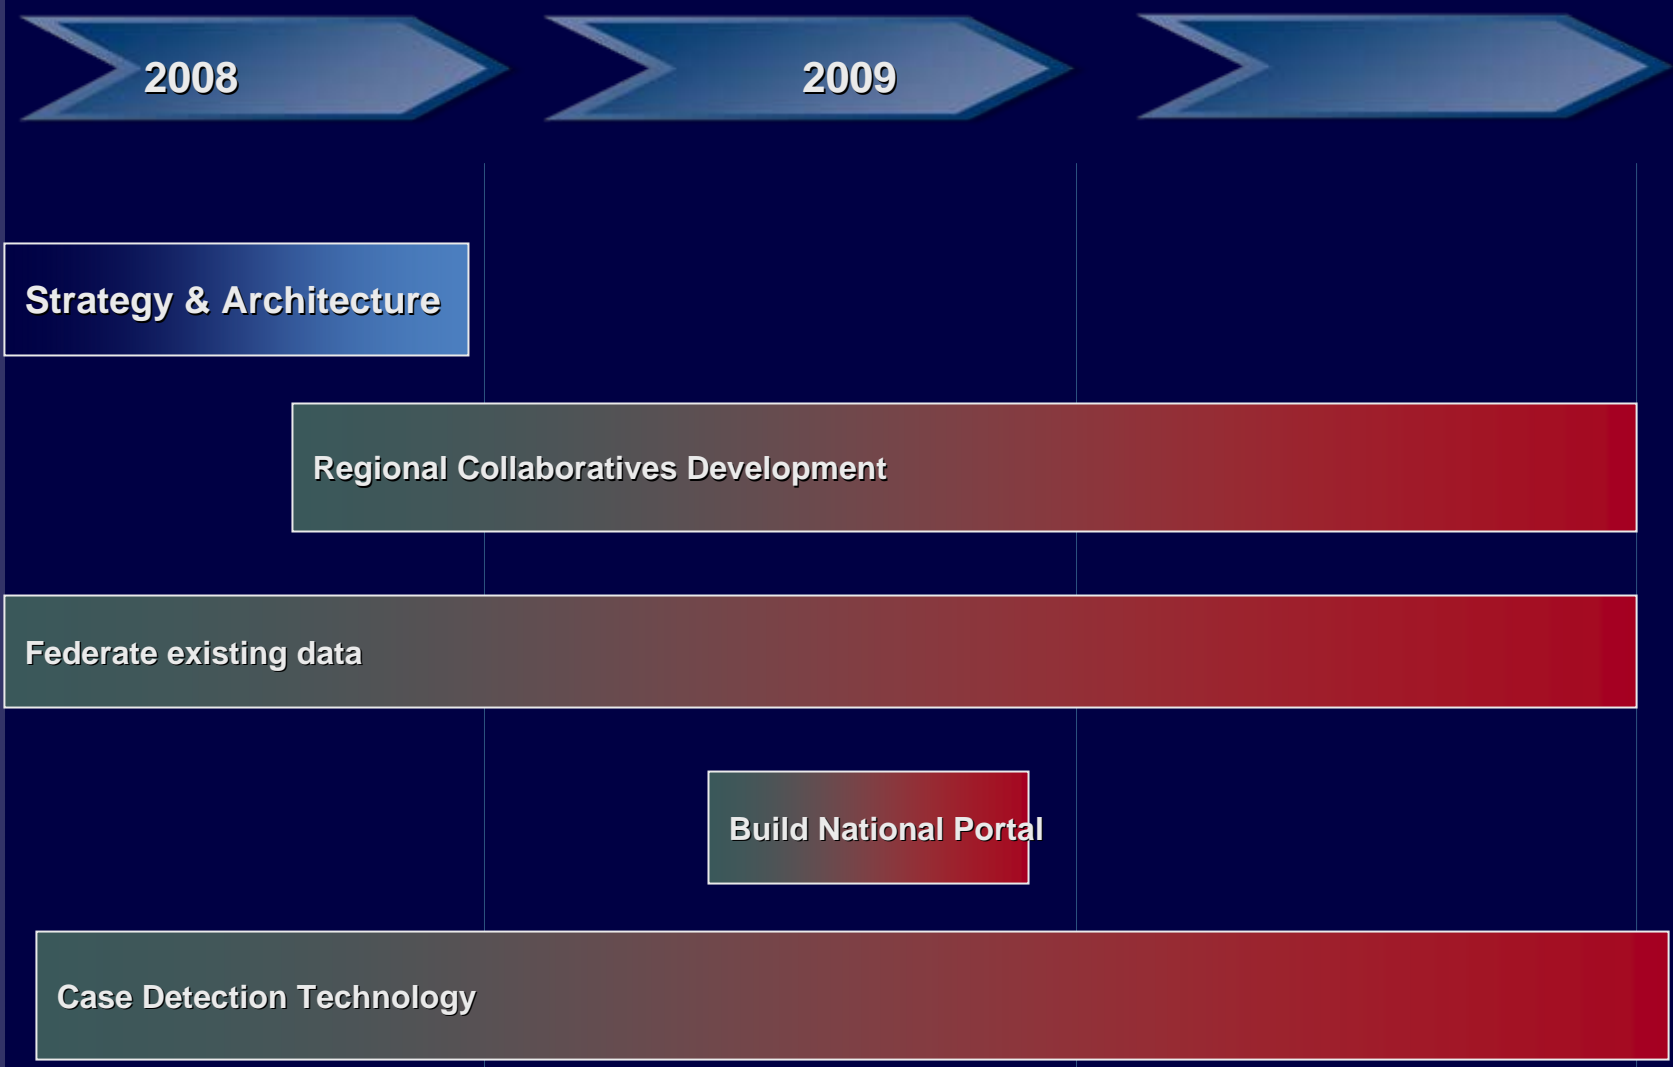 2008
2009
Strategy & Architecture
Regional Collaboratives Development
Federate existing data
Build National Portal
Case Detection Technology